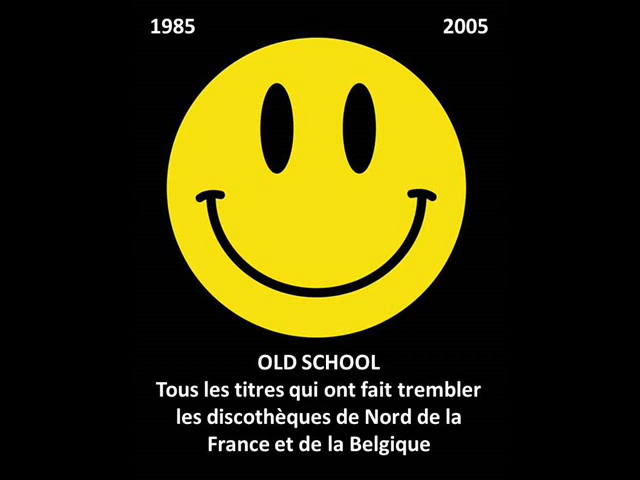 1985 2005
OLD SCHOOL
Tous les titres qui ont fait trembler
les discothèques de Nord de la
France et de la Belgique